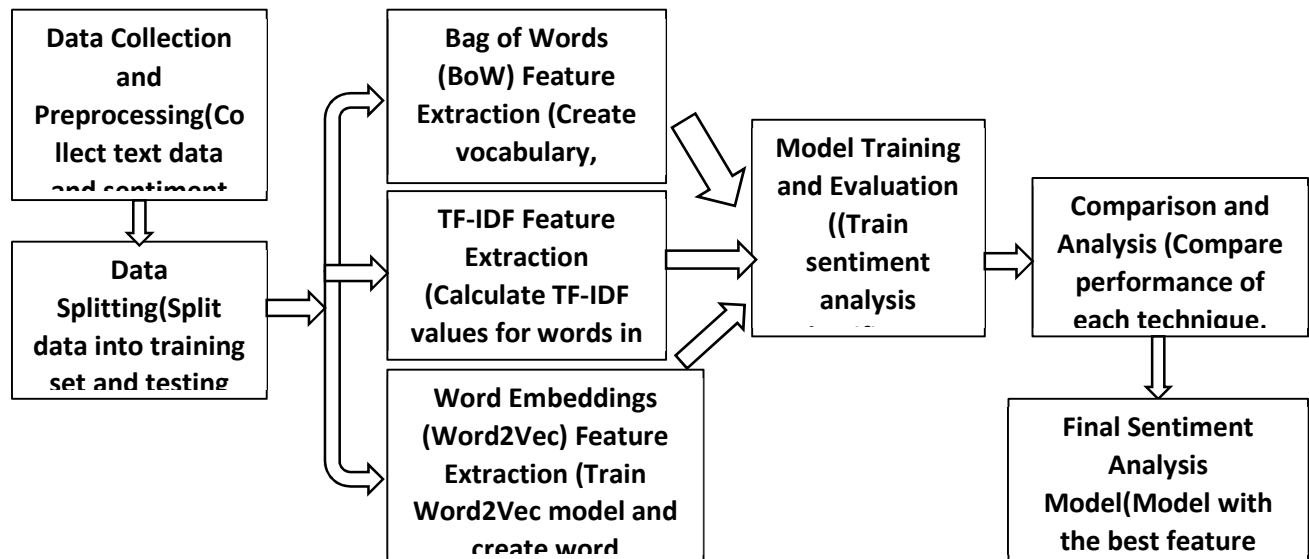 Data Collection
and
Preprocessing(Co
llect text data
and sentiment
Data
Splitting(Split
data into training
set and testing
Bag of Words
(BoW) Feature
Extraction (Create
vocabulary,
TF-IDF Feature
Extraction
(Calculate TF-IDF
values for words in
Word Embeddings
(Word2Vec) Feature
Extraction (Train
Word2Vec model and
create word
Model Training
and Evaluation
((Train
sentiment
analysis
Comparison and
Analysis (Compare
performance of
each technique,
Final Sentiment
Analysis
Model(Model with
the best feature